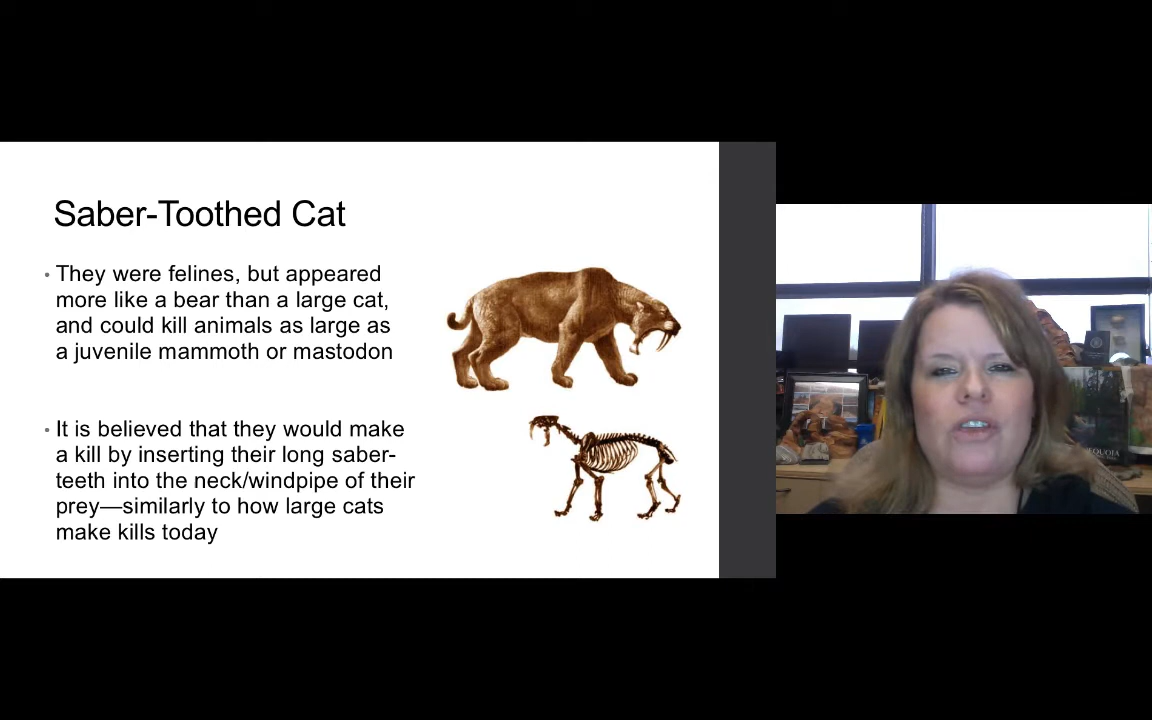 Saber-Toothed Cat
• They were felines, but appeared
more like a bear than a large cat,
and could kill animals as large as
a juvenile mammoth or mastodon
• It is believed that they would make
a kill by inserting their long saber-
teeth into the neck/windpipe of their
prey—similarly to how large cats
make kills today
EQUOIA